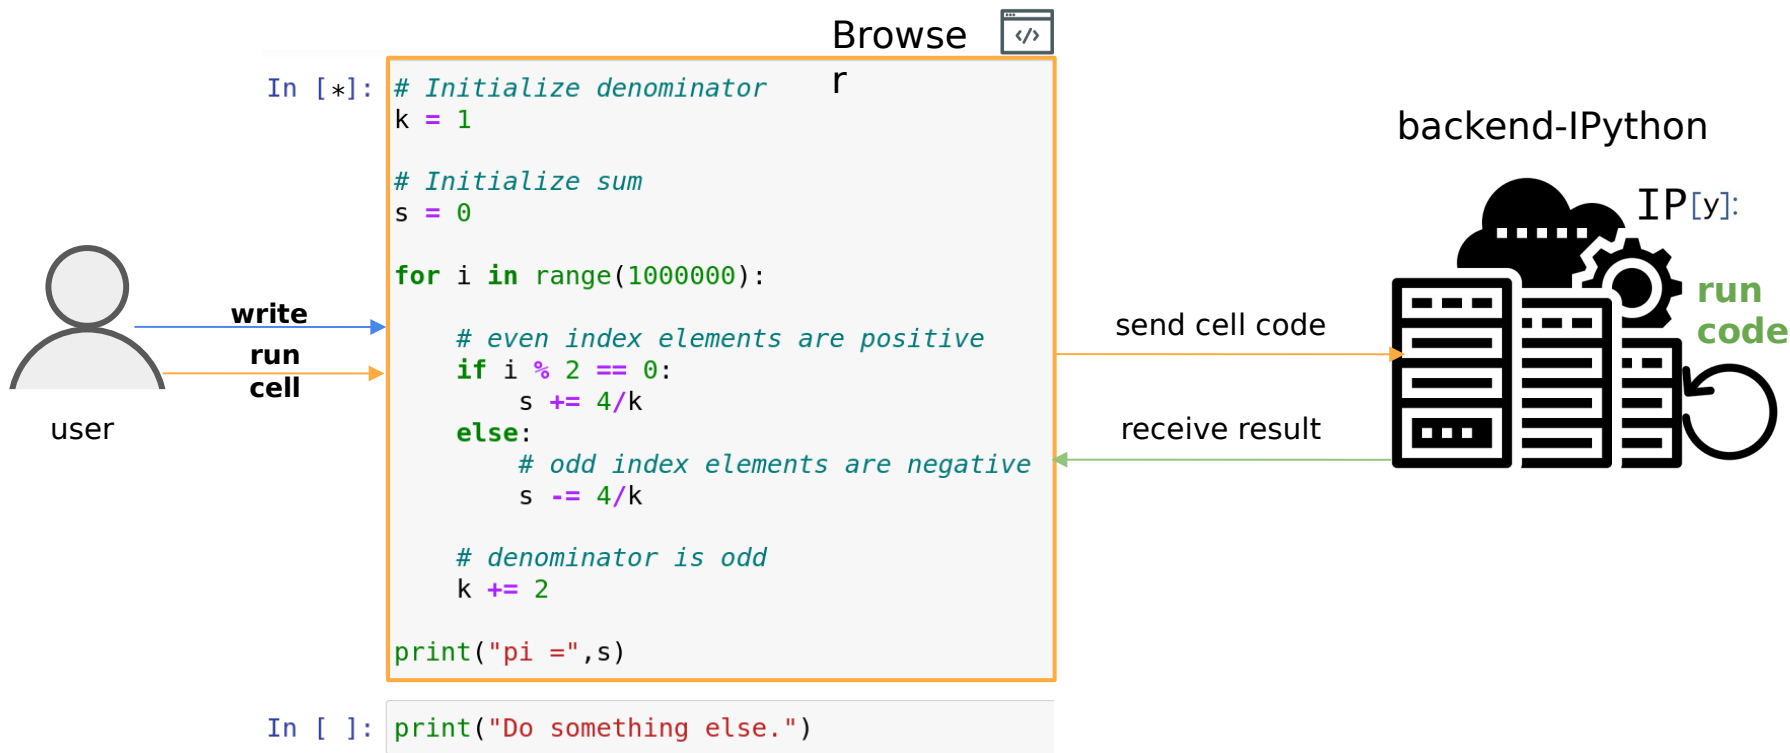 Browse
r
In [*]:
# Initialize denominator
k = 1
# Initialize sum
s = 0
for i in range(1000000):
    # even index elements are positive
    if i % 2 == 0:
        s += 4/k
    else:
        # odd index elements are negative
        s -= 4/k
    # denominator is odd
    k += 2
print("pi =",s)
In [ ]:
print("Do something else.")
write
run
cell
user
send cell code
receive result
backend-IPython
IP[y]:
run
code